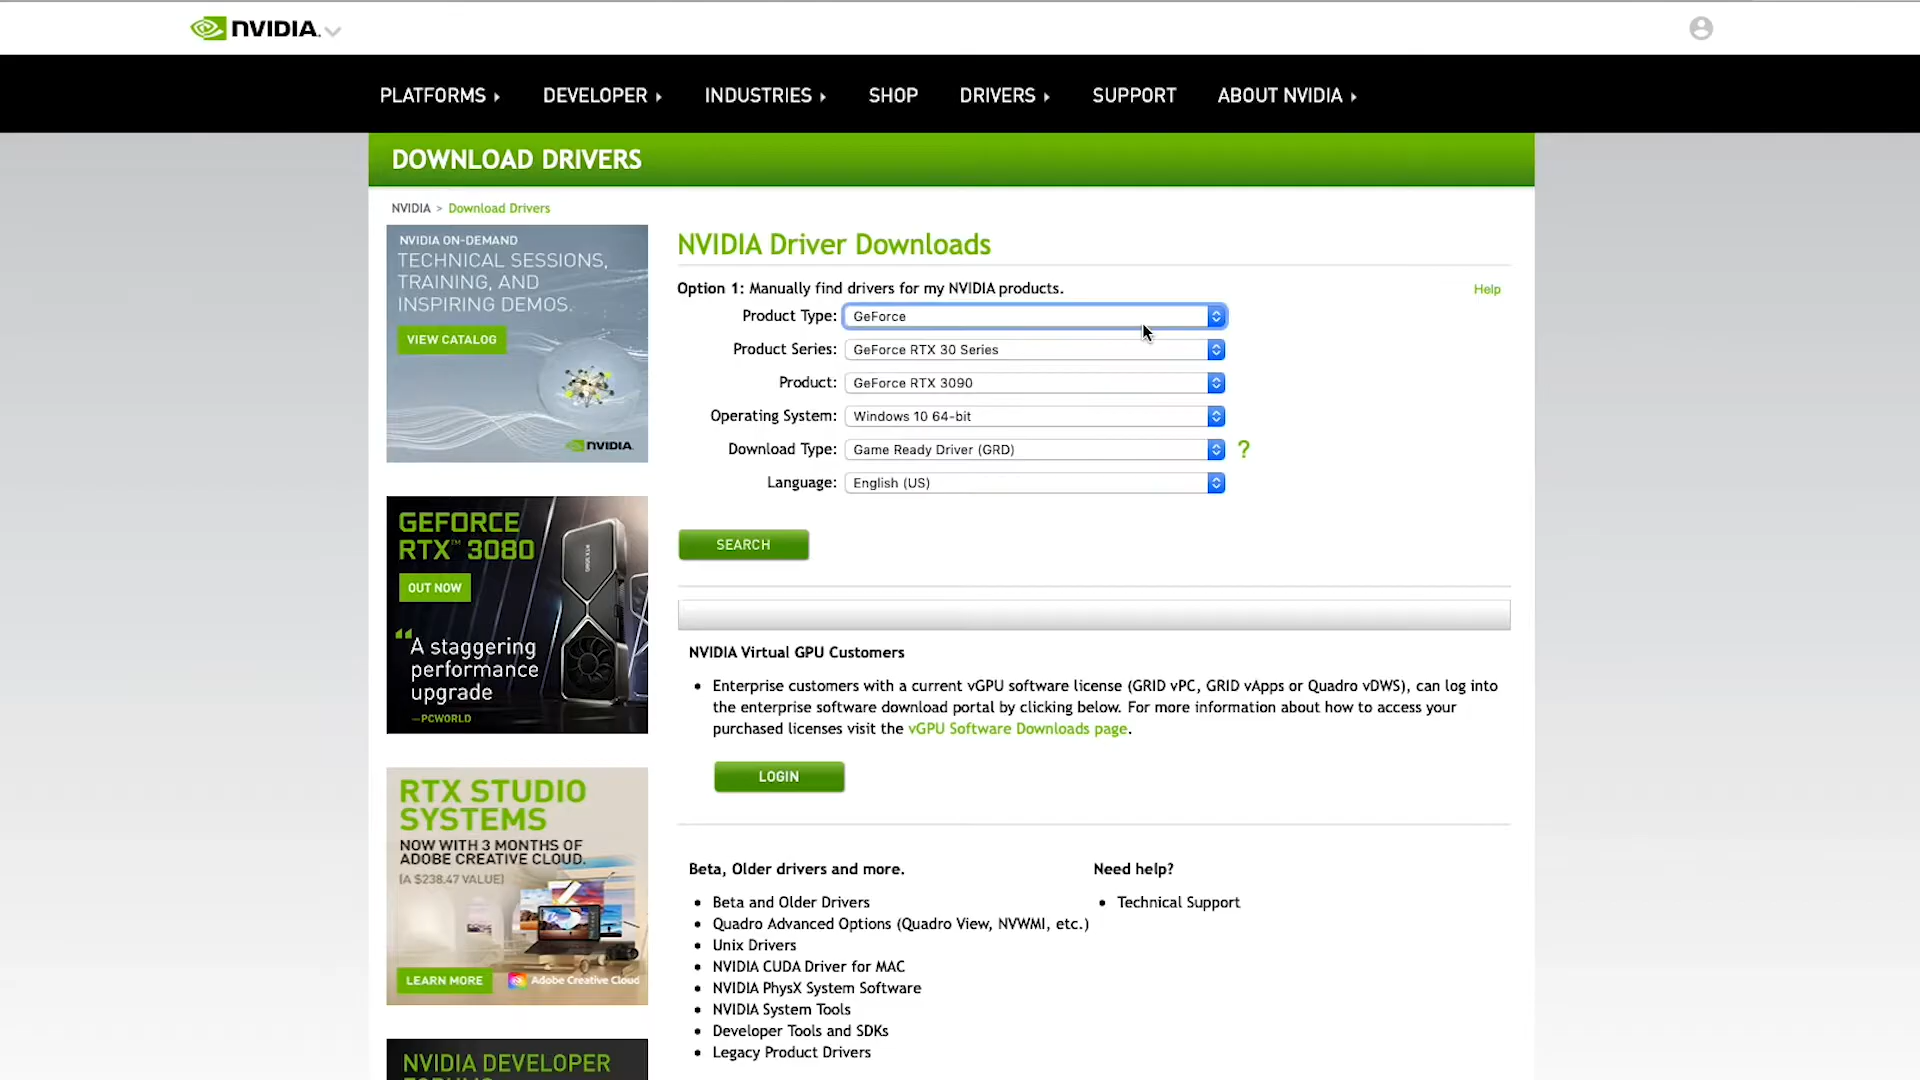 NVIDIA.
PLATFORMS
DEVELOPER
INDUSTRIES
SHOP
DRIVERS
SUPPORT
ABOUT NVIDIA
DOWNLOAD DRIVERS
NVIDIA > Download Drivers
NVIDIA ON-DEMAND
TECHNICAL SESSIONS,
TRAINING, AND
INSPIRING DEMOS.
VIEW CATALOG
NVIDIA.
GEFORCE
RTX™ 3080
OUT NOW
“A staggering
performance
upgrade
—PCWORLD
RTX STUDIO
SYSTEMS
NOW WITH 3 MONTHS OF
ADOBE CREATIVE CLOUD.
(A $238.47 VALUE)
LEARN MORE
Adobe Creative Cloud
NVIDIA DEVELOPER
NVIDIA Driver Downloads
Option 1: Manually find drivers for my NVIDIA products.
Help
Product Type: GeForce
Product Series: GeForce RTX 30 Series
Product: GeForce RTX 3090
Operating System: Windows 10 64-bit
Download Type: Game Ready Driver (GRD) ?
Language: English (US)
SEARCH
NVIDIA Virtual GPU Customers
• Enterprise customers with a current vGPU software license (GRID vPC, GRID vApps or Quadro vDWS), can log into
the enterprise software download portal by clicking below. For more information about how to access your
purchased licenses visit the vGPU Software Downloads page.
LOGIN
Beta, Older drivers and more.
• Beta and Older Drivers
• Quadro Advanced Options (Quadro View, NVWMI, etc.)
• Unix Drivers
• NVIDIA CUDA Driver for MAC
• NVIDIA PhysX System Software
• NVIDIA System Tools
• Developer Tools and SDKs
• Legacy Product Drivers
Need help?
• Technical Support